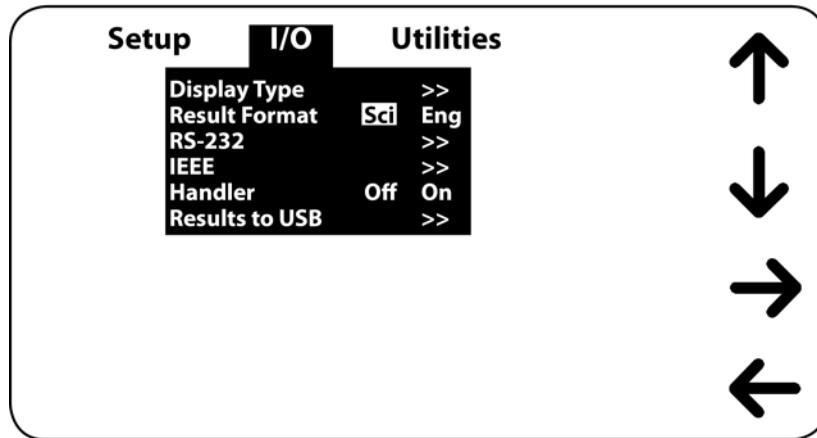 Setup I/O Utilities
Display Type >>
Result Format Sci Eng
RS-232 >>
IEEE >>
Handler Off On
Results to USB >>